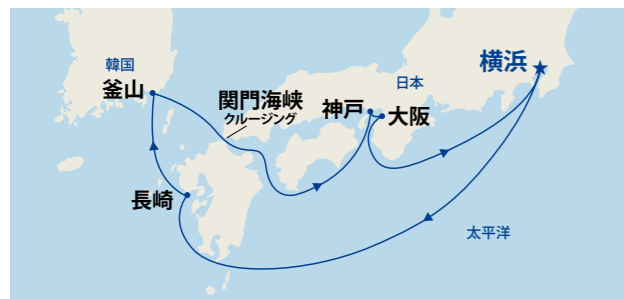 韓国
釜山
関門海峡
クルージング
神戸
日本
大阪
横浜
長崎
太平洋